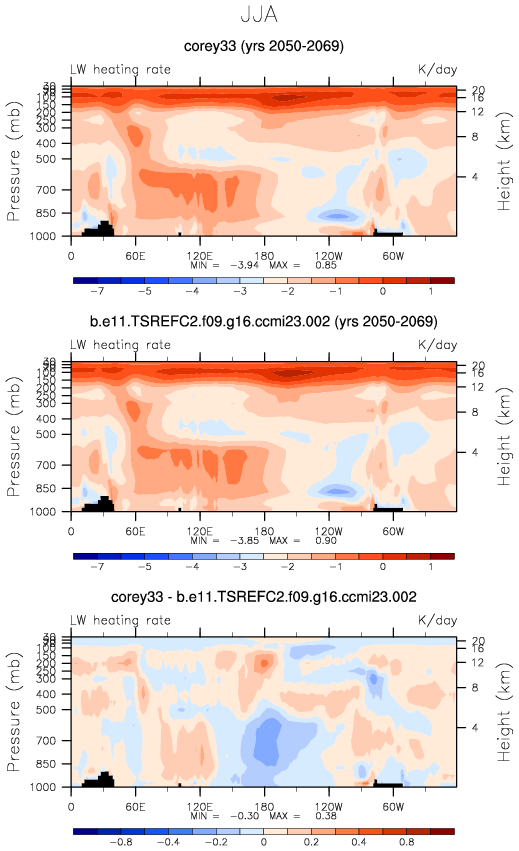 JJA
corey33 (yrs 2050-2069)
LW heating rate K/day
Pressure (mb)
30
100
150
200
250
300
400
500
700
850
1000
20
16
12
8
4
Height (km)
0 60E 120E 180 120W 60W
MIN = -3.94 MAX = 0.85
-7 -5 -4 -3 -2 -1 0 1
b.e11.TSREFC2.f09.g16.ccmi23.002 (yrs 2050-2069)
LW heating rate K/day
Pressure (mb)
30
100
150
200
250
300
400
500
700
850
1000
20
16
12
8
4
Height (km)
0 60E 120E 180 120W 60W
MIN = -3.85 MAX = 0.90
-7 -5 -4 -3 -2 -1 0 1
corey33 - b.e11.TSREFC2.f09.g16.ccmi23.002
LW heating rate K/day
Pressure (mb)
30
100
150
200
250
300
400
500
700
850
1000
20
16
12
8
4
Height (km)
0 60E 120E 180 120W 60W
MIN = -0.30 MAX = 0.38
-0.8 -0.4 -0.2 0 0.2 0.4 0.8